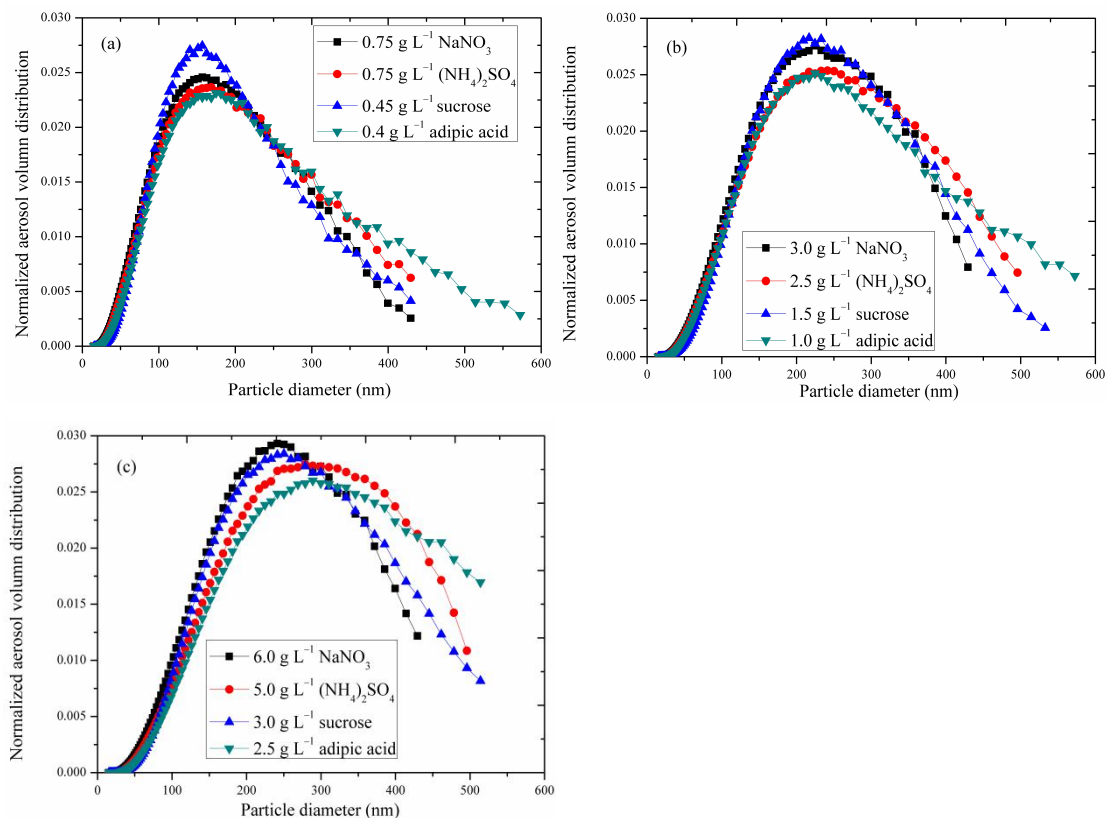 (a)
0.75 g L⁻¹ NaNO₃
0.75 g L⁻¹ (NH₄)₂SO₄
0.45 g L⁻¹ sucrose
0.4 g L⁻¹ adipic acid
Normalized aerosol volumn distribution
0.030
0.025
0.020
0.015
0.010
0.005
0.000
0 100 200 300 400 500 600
Particle diameter (nm)
(b)
3.0 g L⁻¹ NaNO₃
2.5 g L⁻¹ (NH₄)₂SO₄
1.5 g L⁻¹ sucrose
1.0 g L⁻¹ adipic acid
Normalized aerosol volumn distribution
0.030
0.025
0.020
0.015
0.010
0.005
0.000
0 100 200 300 400 500 600
Particle diameter (nm)
(c)
6.0 g L⁻¹ NaNO₃
5.0 g L⁻¹ (NH₄)₂SO₄
3.0 g L⁻¹ sucrose
2.5 g L⁻¹ adipic acid
Normalized aerosol volumn distribution
0.030
0.025
0.020
0.015
0.010
0.005
0.000
0 100 200 300 400 500 600
Particle diameter (nm)